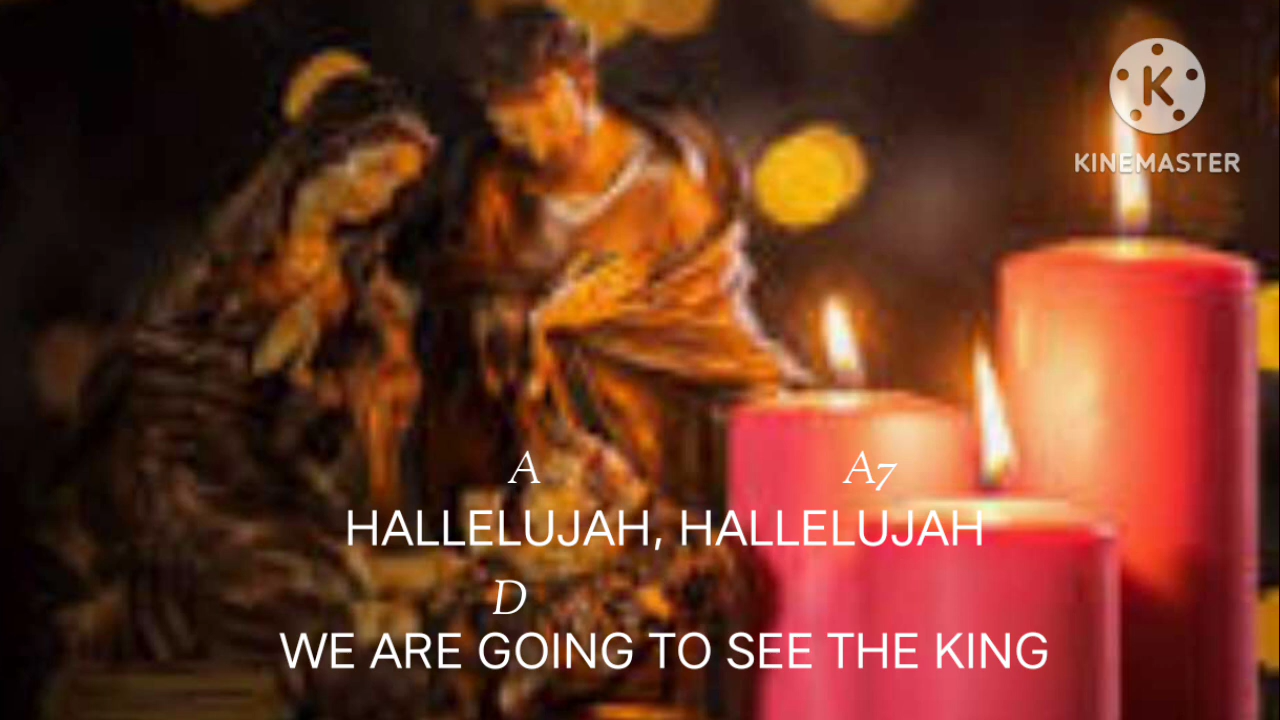 K
KINEMASTER
A A7
HALLELUJAH, HALLELUJAH
D
WE ARE GOING TO SEE THE KING